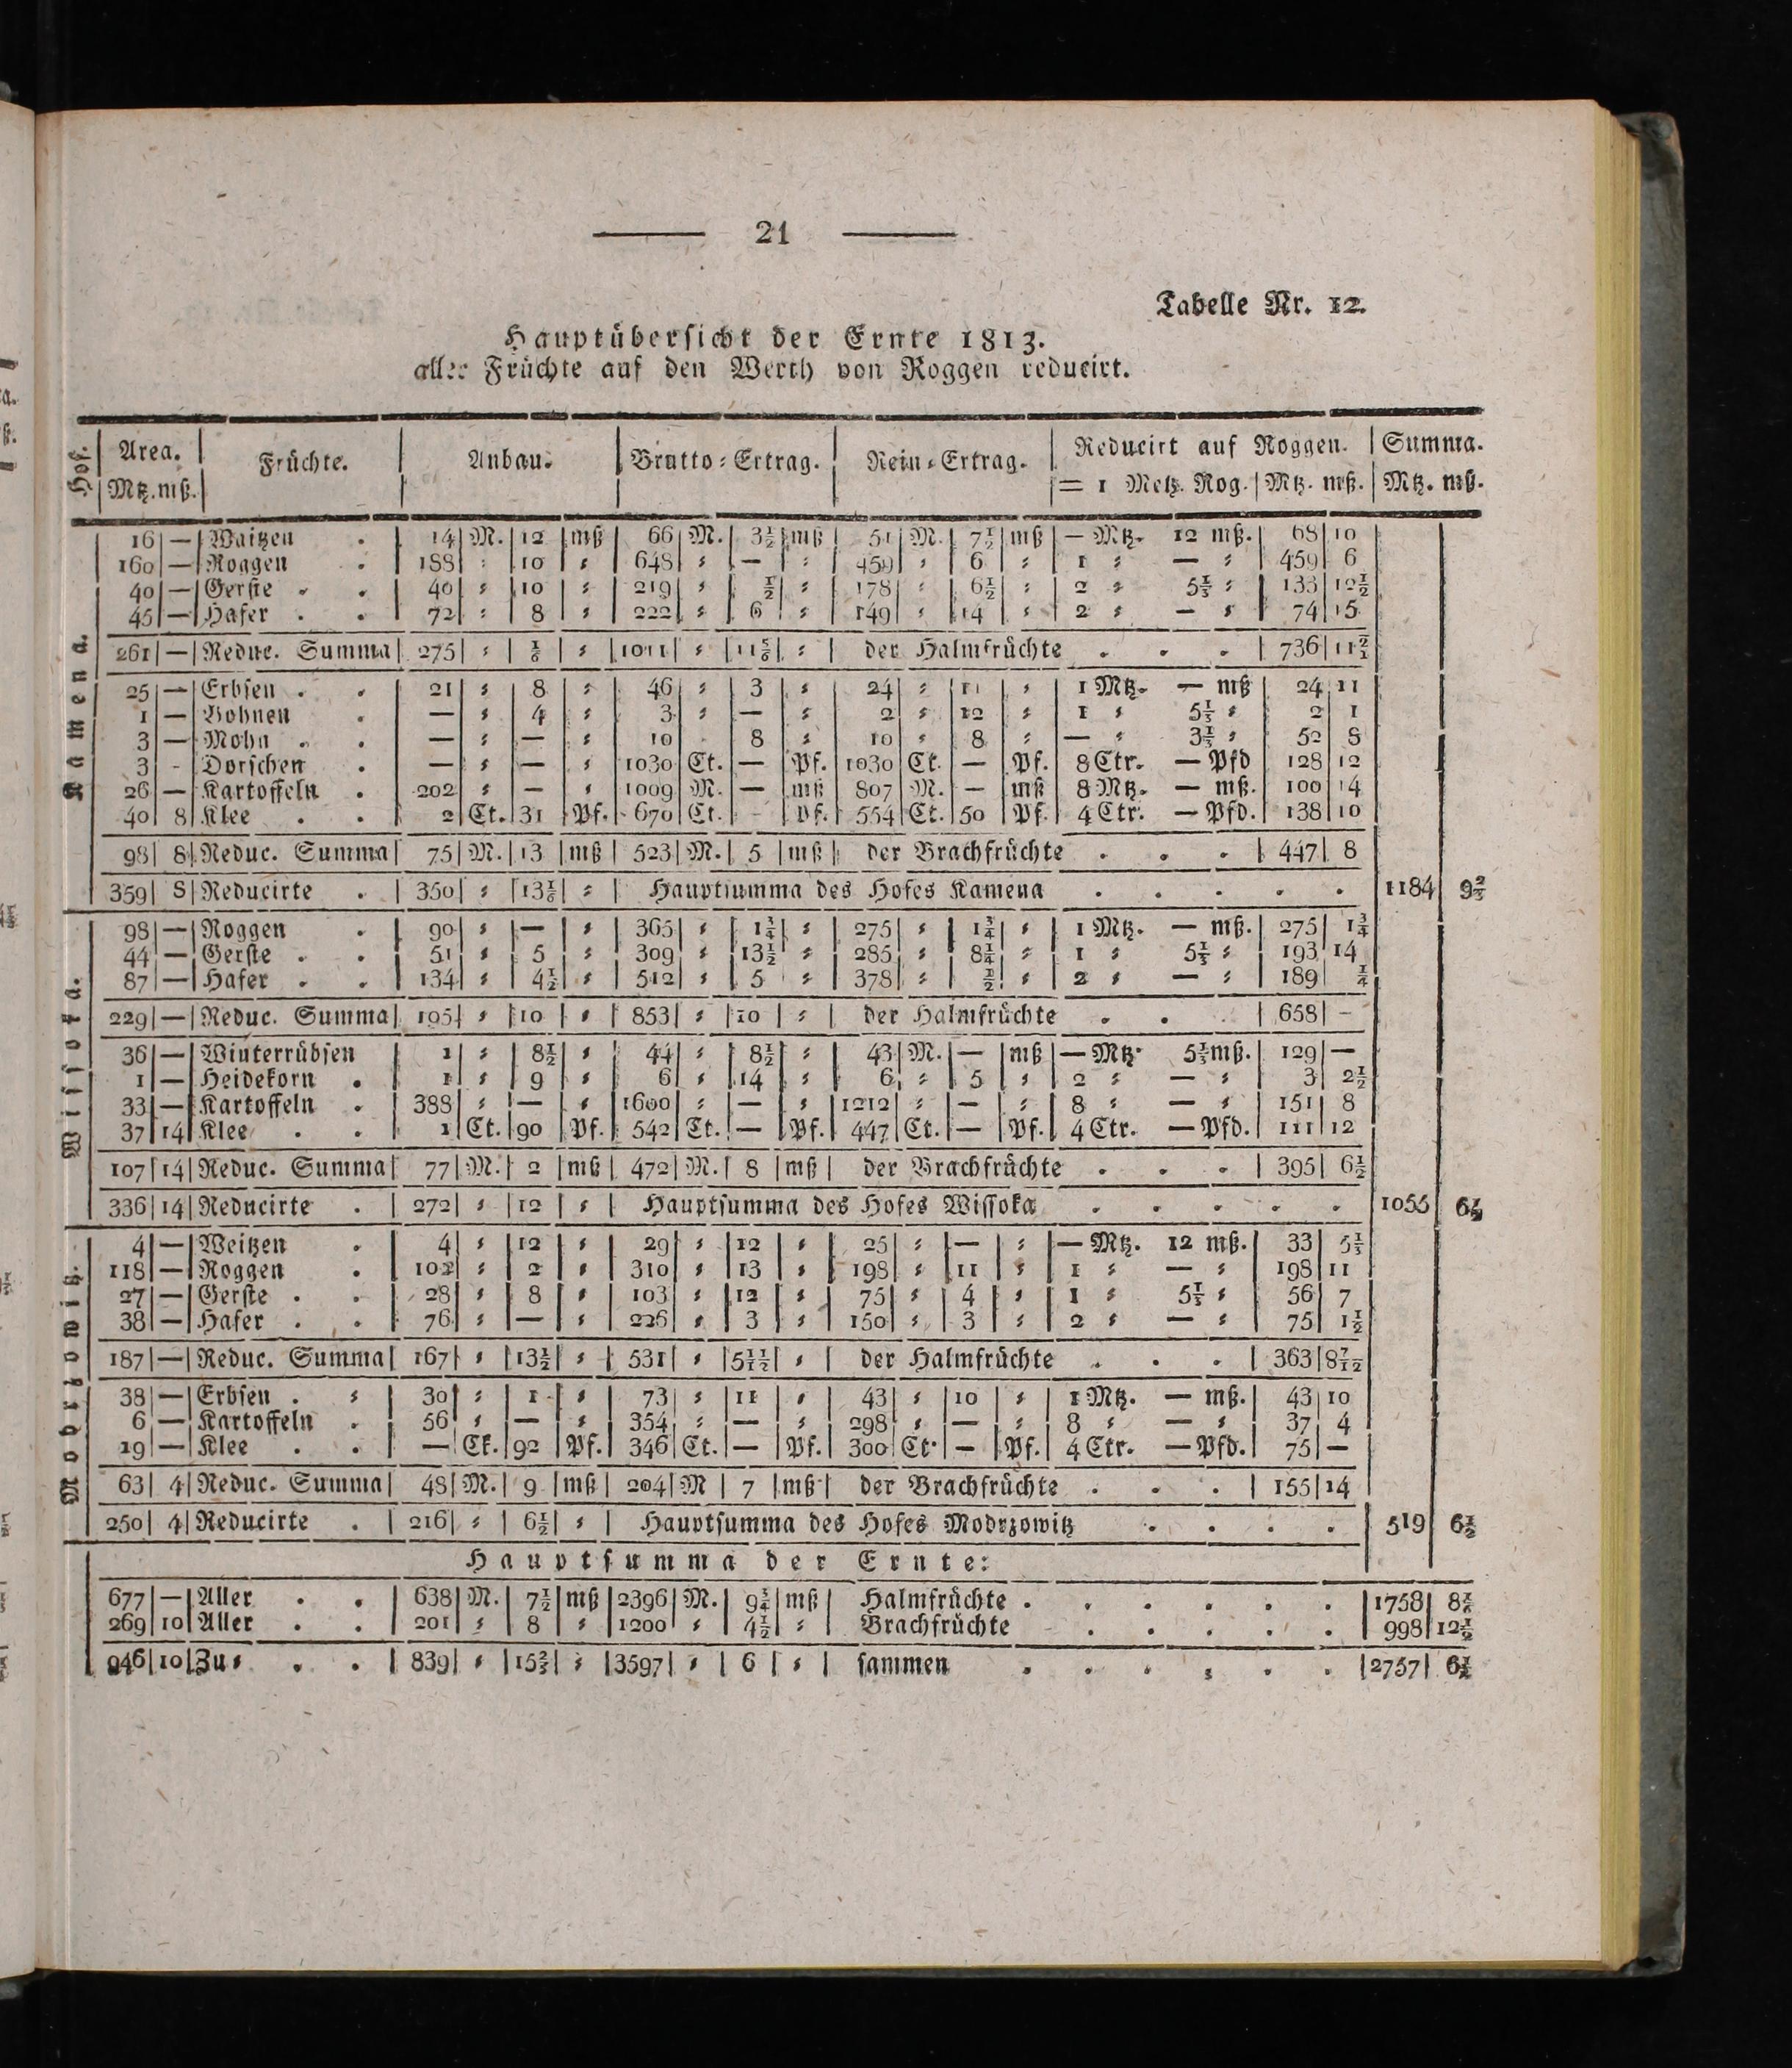 21
Tabelle Nr. 12.
Hauptübersicht der Ernte 1813.
aller Früchte auf den Werth von Roggen reducirt.
Hof. | Area. | Früchte. | Anbau. | Brutto-Ertrag. | Rein-Ertrag. | Reducirt auf Roggen. | Summa.
Mtz. mß. | = 1 Metz. Rog. | Mtz. mß. | Mtz. mß.
Kamena.
16 | — | Waitzen . | 14 | M. | 12 | mß | 66 | M. | 3½ | mß | 51 | M. | 7½ | mß | — Mtz. 12 mß. | 68 | 10
160 | — | Roggen . | 188 | : | 10 | : | 648 | : | — | : | 459 | : | 6 | : | 1 : — : | 459 | 6
40 | — | Gerste . . | 40 | : | 10 | : | 219 | : | ½ | : | 178 | : | 6½ | : | 2 : 5⅓ : | 133 | 12½
45 | — | Hafer . . | 72 | : | 8 | : | 222 | : | 6 | : | 149 | : | 14 | : | 2 : — : | 74 | 15
261 | — | Reduc. Summa | 275 | : | ⅙ | : | 1011 | : | 11⅚ | : | der Halmfrüchte . . . | 736 | 11
25 | — | Erbsen . . | 21 | : | 8 | : | 46 | : | 3 | : | 24 | : | 11 | : | 1 Mtz. — mß | 24 | 11
1 | — | Bohnen . | — | : | 4 | : | 3 | : | — | : | 2 | : | 12 | : | 1 : 5⅓ : | 2 | 1
3 | — | Mohn . . | — | : | — | : | 10 | 8 | : | 10 | : | 8 | : | — : 3⅓ : | 52 | 8
3 | - | Dorschen . | — | : | — | : | 1030 | Ct. | — | Pf. | 1030 | Ct. | — | Pf. | 8 Ctr. — Pfd | 128 | 12
26 | — | Kartoffeln . | 202 | : | — | : | 1009 | M. | — | mß | 807 | M. | — | mß | 8 Mtz. — mß. | 100 | 14
40 | 8 | Klee . . | 2 | Ct. | 31 | Pf. | 670 | Ct. | - | Pf. | 554 | Ct. | 50 | Pf. | 4 Ctr. — Pfd. | 138 | 10
98 | 8 | Reduc. Summa | 75 | M. | 13 | mß | 523 | M. | 5 | mß | der Brachfrüchte . . . | 447 | 8
359 | 8 | Reducirte . | 350 | : | 13⅙ | : | Hauptsumma des Hofes Kamena . . . . . | 1184 | 9⅔
Wissoka.
98 | — | Roggen . | 90 | : | — | : | 365 | : | 1¾ | : | 275 | : | 1¾ | : | 1 Mtz. — mß. | 275 | 1¾
44 | — | Gerste . . | 51 | : | 5 | : | 309 | : | 13½ | : | 285 | : | 8¼ | : | 1 : 5⅓ : | 193 | 14
87 | — | Hafer . . | 134 | : | 4½ | : | 512 | : | 5 | : | 378 | : | ½ | : | 2 : — : | 189 | ¼
229 | — | Reduc. Summa | 195 | : | 10 | : | 853 | : | 10 | : | der Halmfrüchte . . | 658 | —
36 | — | Winterrübsen | 1 | : | 8½ | : | 44 | : | 8½ | : | 43 | M. | — | mß | — Mtz. 5⅓ mß. | 129 | —
1 | — | Heidekorn . | 1 | : | 9 | : | 6 | : | 14 | : | 6 | : | 5 | : | 2 : — : | 3 | 2½
33 | — | Kartoffeln . | 388 | : | — | : | 1600 | : | — | : | 1212 | : | — | : | 8 : — : | 151 | 8
37 | 14 | Klee . . | 1 | Ct. | 90 | Pf. | 542 | Ct. | — | Pf. | 447 | Ct. | — | Pf. | 4 Ctr. — Pfd. | 111 | 12
107 | 14 | Reduc. Summa | 77 | M. | 2 | mß | 472 | M. | 8 | mß | der Brachfrüchte . . . | 395 | 6½
336 | 14 | Reducirte . | 272 | : | 12 | : | Hauptsumma des Hofes Wissoka . . . . . | 1055 |
Modrzowitz.
4 | — | Weitzen . | 4 | : | 12 | : | 29 | : | 12 | : | 25 | : | — | : | — Mtz. 12 mß. | 33 | 5⅓
118 | — | Roggen . | 102 | : | 2 | : | 310 | : | 13 | : | 198 | : | 11 | : | 1 : — : | 198 | 11
27 | — | Gerste . . | 28 | : | 8 | : | 103 | : | 12 | : | 75 | : | 4 | : | 1 : 5⅓ : | 56 | 7
38 | — | Hafer . . | 76 | : | — | : | 226 | : | 3 | : | 150 | : | 3 | : | 2 : — : | 75 | 1½
187 | — | Reduc. Summa | 167 | : | 13½ | : | 531 | : | 5 11/12 | : | der Halmfrüchte . . . | 363 | 8 7/12
38 | — | Erbsen . : | 30 | : | 1 | : | 73 | : | 11 | : | 43 | : | 10 | : | 1 Mtz. — mß. | 43 | 10
6 | — | Kartoffeln . | 56 | : | — | : | 354 | : | — | : | 298 | : | — | : | 8 : — : | 37 | 4
19 | — | Klee . . | — | Ct. | 92 | Pf. | 346 | Ct. | — | Pf. | 300 | Ct. | — | Pf. | 4 Ctr. — Pfd. | 75 | —
63 | 4 | Reduc. Summa | 48 | M. | 9 | mß | 204 | M | 7 | mß | der Brachfrüchte . . . | 155 | 14
250 | 4 | Reducirte . | 216 | : | 6½ | : | Hauptsumma des Hofes Modrzowitz . . . . | 519 | 6½
Hauptsumma der Ernte:
677 | — | Aller . . | 638 | M. | 7½ | mß | 2396 | M. | 9¾ | mß | Halmfrüchte . . . . . . | 1758 | 8
269 | 10 | Aller . . | 201 | : | 8 | : | 1200 | : | 4½ | : | Brachfrüchte . . . . . | 998 | 12½
946 | 10 | Zu: . . | 839 | : | 15⅔ | : | 3597 | : | 6 | : | sammen . . . : . . | 2757 | 6